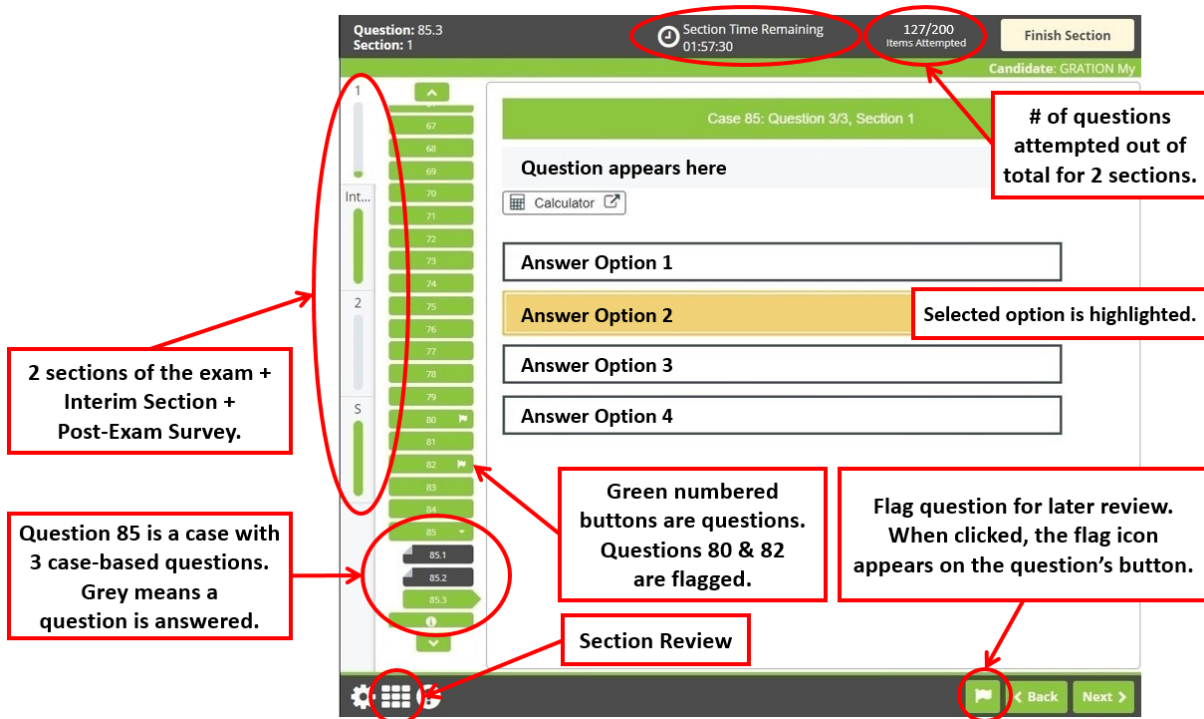 Question: 85.3
Section: 1
Section Time Remaining
01:57:30
127/200
Items Attempted
Finish Section
Candidate: GRATION My
1
Int...
2
S
67
68
69
70
71
72
73
74
75
76
77
78
79
80
81
82
83
84
85
85.1
85.2
85.3
Case 85: Question 3/3, Section 1
Question appears here
Calculator
Answer Option 1
Answer Option 2
Answer Option 3
Answer Option 4
# of questions
attempted out of
total for 2 sections.
Selected option is highlighted.
2 sections of the exam +
Interim Section +
Post-Exam Survey.
Question 85 is a case with
3 case-based questions.
Grey means a
question is answered.
Green numbered
buttons are questions.
Questions 80 & 82
are flagged.
Flag question for later review.
When clicked, the flag icon
appears on the question’s button.
Section Review
Back
Next